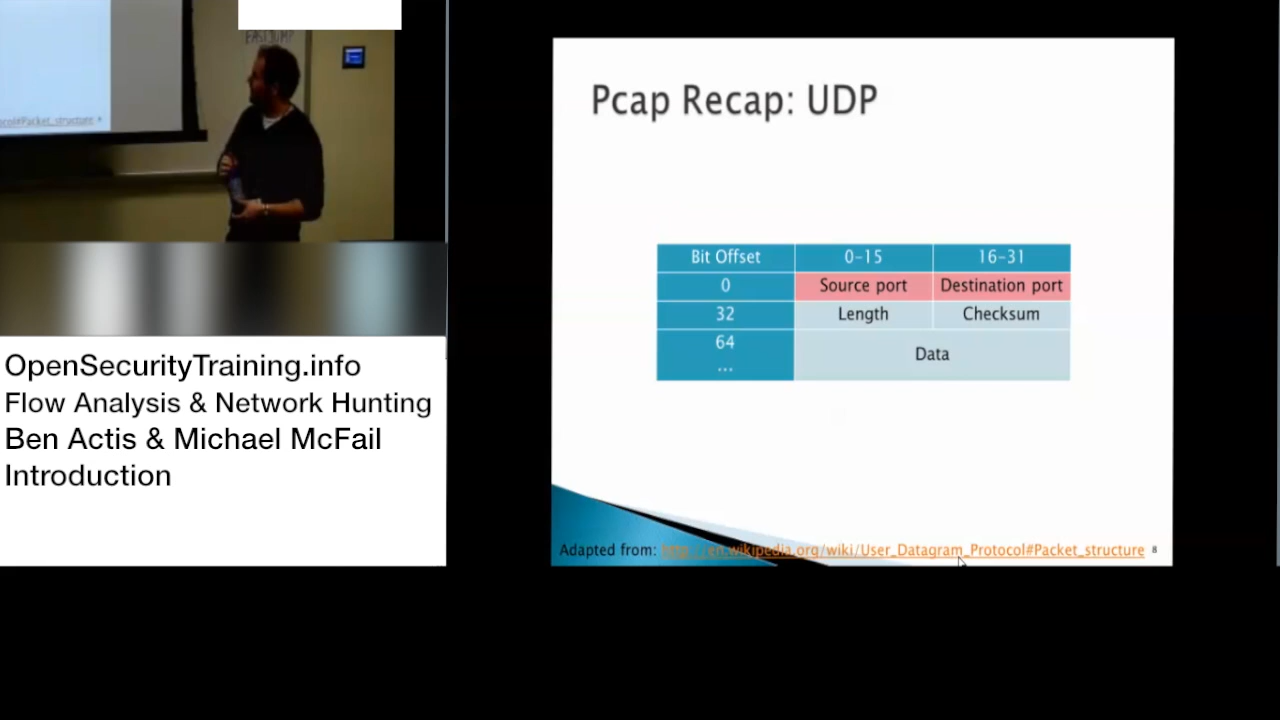 ocol#Packet_structure
OpenSecurityTraining.info
Flow Analysis & Network Hunting
Ben Actis & Michael McFail
Introduction
Pcap Recap: UDP
Bit Offset 0-15 16-31
0 Source port Destination port
32 Length Checksum
64
... Data
Adapted from: http://en.wikipedia.org/wiki/User_Datagram_Protocol#Packet_structure 8